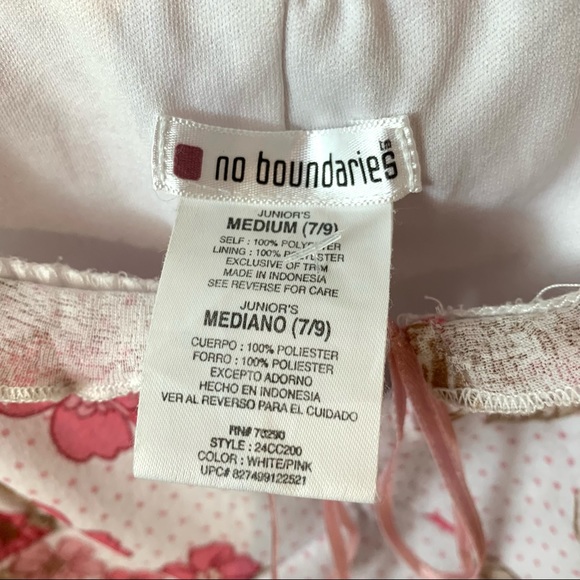 no boundaries
tm
JUNIOR'S
MEDIUM (7/9)
SELF : 100% POLYESTER
LINING : 100% POLYESTER
EXCLUSIVE OF TRIM
MADE IN INDONESIA
SEE REVERSE FOR CARE
JUNIOR'S
MEDIANO (7/9)
CUERPO : 100% POLIESTER
FORRO : 100% POLIESTER
EXCEPTO ADORNO
HECHO EN INDONESIA
VER AL REVERSO PARA EL CUIDADO
RN# 76290
STYLE : 24CC200
COLOR : WHITE/PINK
UPC# 827499122521